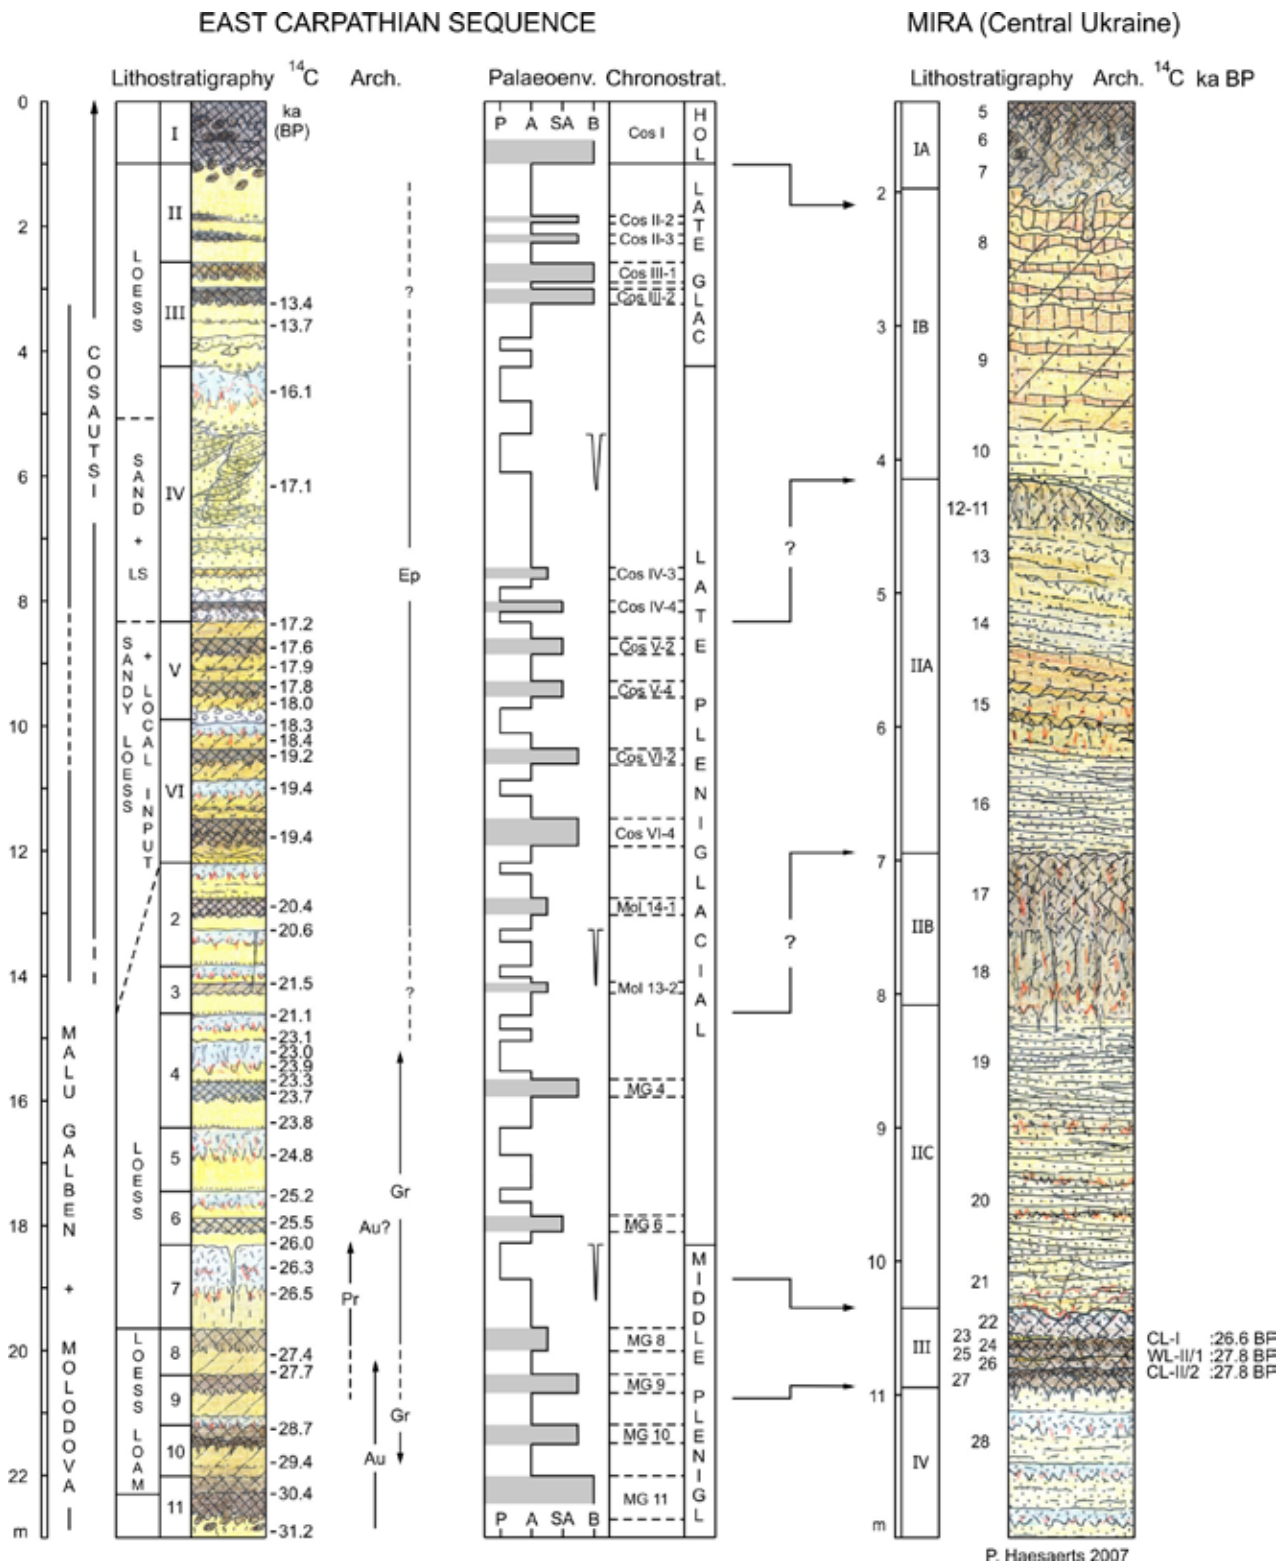 EAST CARPATHIAN SEQUENCE
MIRA (Central Ukraine)
Lithostratigraphy 14C Arch. Palaeoenv. Chronostrat.
Lithostratigraphy Arch. 14C ka BP
ka (BP)
0
2
4
6
8
10
12
14
16
18
20
22
m
COSAUTSI
MALU GALBEN + MOLODOVA
LOESS
SAND + LS
SANDY LOESS
+ LOCAL INPUT
LOESS
LOESS LOAM
I
II
III
IV
V
VI
2
3
4
5
6
7
8
9
10
11
-13.4
-13.7
-16.1
-17.1
-17.2
-17.6
-17.9
-17.8
-18.0
-18.3
-18.4
-19.2
-19.4
-19.4
-20.4
-20.6
-21.5
-21.1
-23.1
-23.0
-23.9
-23.3
-23.7
-23.8
-24.8
-25.2
-25.5
-26.0
-26.3
-26.5
-27.4
-27.7
-28.7
-29.4
-30.4
-31.2
?
Ep
?
Gr
Au?
Pr
Gr
Au
P A SA B
Cos I
Cos II-2
Cos II-3
Cos III-1
Cos III-2
Cos IV-3
Cos IV-4
Cos V-2
Cos V-4
Cos VI-2
Cos VI-4
Mol 14-1
Mol 13-2
MG 4
MG 6
MG 8
MG 9
MG 10
MG 11
P A SA B
HOL
LATE GLAC
LATE PLENIGLACIAL
MIDDLE PLENIGL
?
?
2
3
4
5
6
7
8
9
10
11
m
IA
IB
IIA
IIB
IIC
III
IV
5
6
7
8
9
10
12-11
13
14
15
16
17
18
19
20
21
22
23
24
25
26
27
28
CL-I :26.6 BP
WL-II/1 :27.8 BP
CL-II/2 :27.8 BP
P. Haesaerts 2007